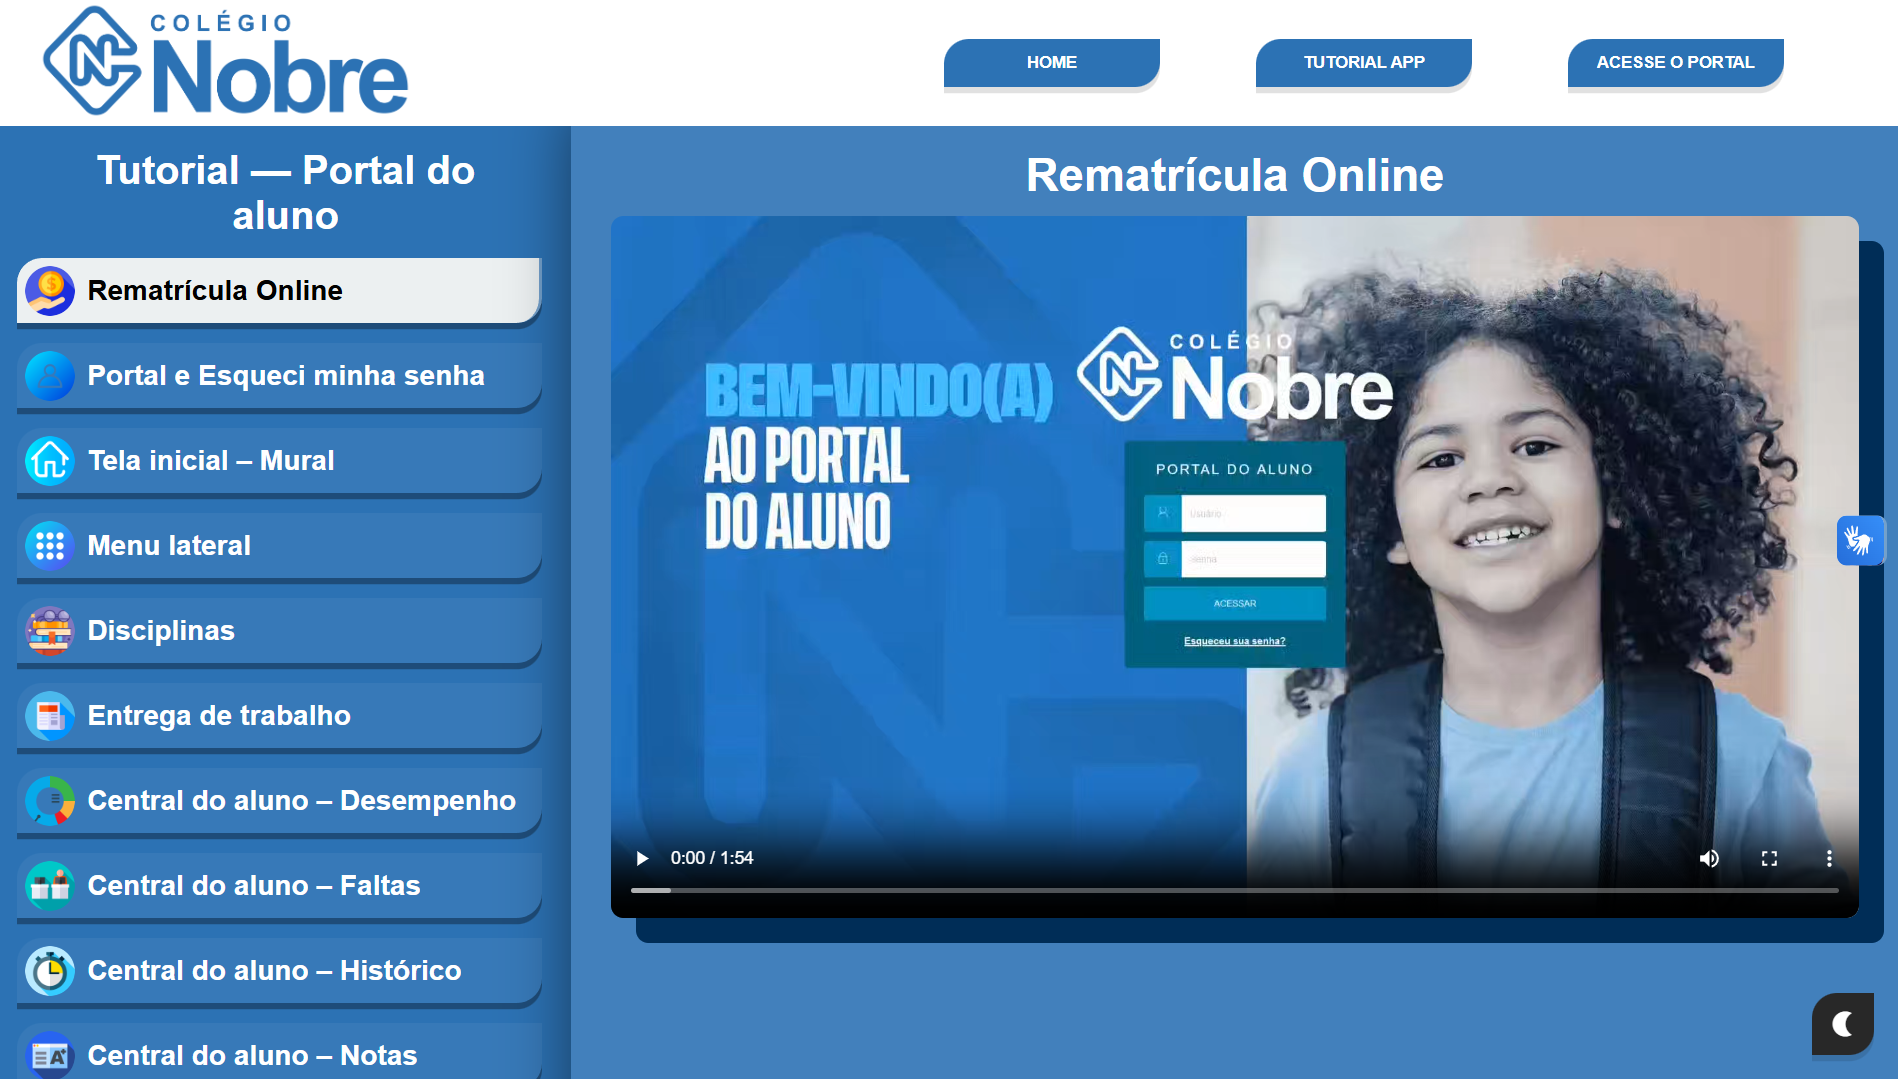 COLÉGIO
Nobre
HOME
TUTORIAL APP
ACESSE O PORTAL
Tutorial — Portal do
aluno
Rematrícula Online
Portal e Esqueci minha senha
Tela inicial – Mural
Menu lateral
Disciplinas
Entrega de trabalho
Central do aluno – Desempenho
Central do aluno – Faltas
Central do aluno – Histórico
Central do aluno – Notas
Rematrícula Online
BEM-VINDO(A)
AO PORTAL
DO ALUNO
COLÉGIO
Nobre
PORTAL DO ALUNO
Usuário
Senha
ACESSAR
Esqueceu sua senha?
0:00 / 1:54